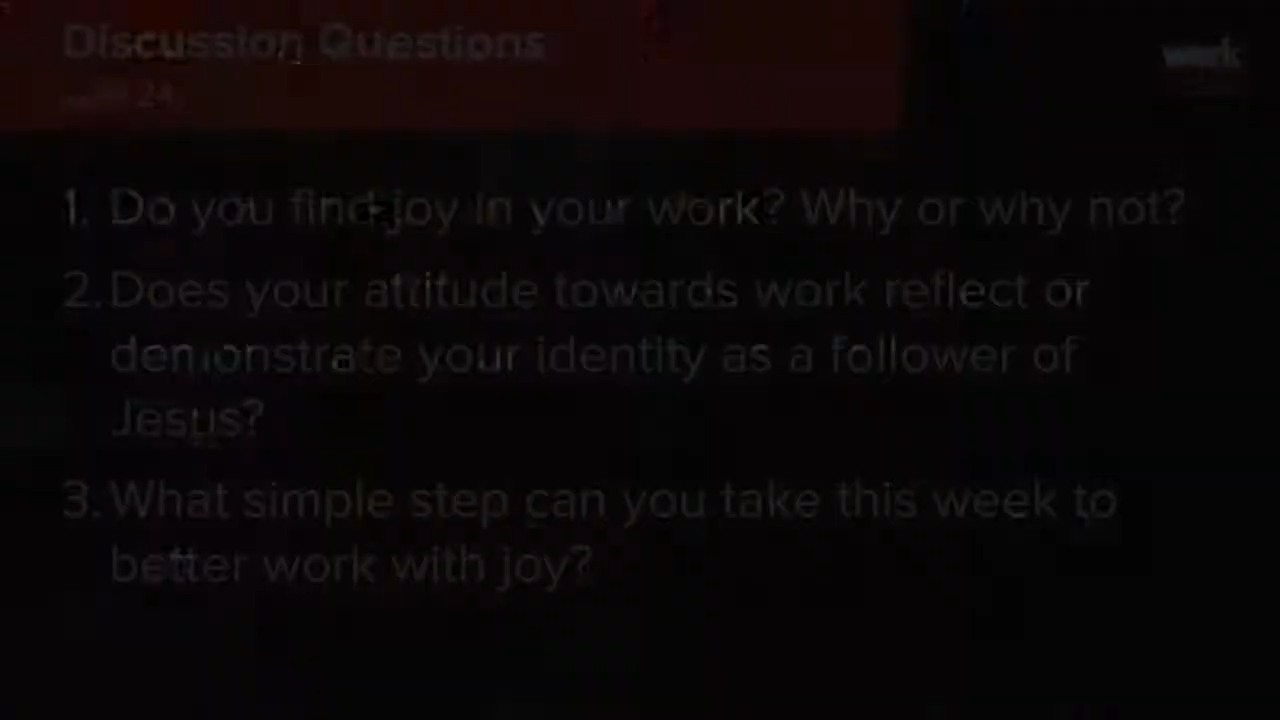 Discussion Questions
24
work
1. Do you find joy in your work? Why or why not?
2. Does your attitude towards work reflect or
demonstrate your identity as a follower of
Jesus?
3. What simple step can you take this week to
better work with joy?